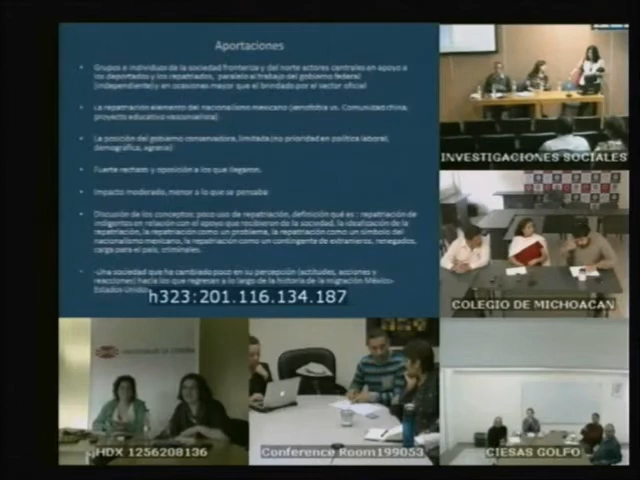 Aportaciones
Grupos e individuos de la sociedad fronteriza y del norte actores centrales en apoyo a
los deportados y los repatriados, paralelo al trabajo del gobierno federal
(independiente) y en ocasiones mayor que el brindado por el sector oficial
La repatriación elemento del nacionalismo mexicano (xenofobia vs. Comunidad china,
proyecto educativo vasconcelista)
La posición del gobierno conservadora, limitada (no prioridad en política laboral,
demográfica, agraria)
Fuerte rechazo y oposición a los que llegaron.
Impacto moderado, menor a lo que se pensaba
Discusión de los conceptos: poco uso de repatriación, definición qué es : repatriación de
indigentes en relación con el apoyo que recibieron de la sociedad, la idealización de la
repatriación, la repatriación como un problema, la repatriación como un símbolo del
nacionalismo mexicano, la repatriación como un contingente de extranjeros, renegados,
carga para el país, criminales.
-Una sociedad que ha cambiado poco en su percepción (actitudes, acciones y
reacciones) hacia los que regresan a lo largo de la historia de la migración México-
Estados Unidos
h323:201.116.134.187
INVESTIGACIONES SOCIALES
COLEGIO DE MICHOACAN
HDX 1256208136
Conference Room199053
CIESAS GOLFO